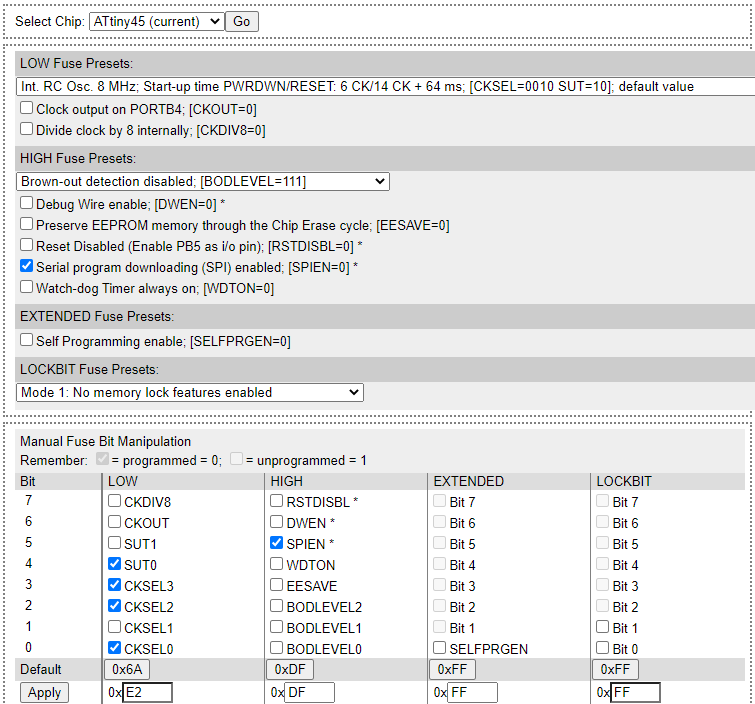 Select Chip: ATtiny45 (current) Go
LOW Fuse Presets:
Int. RC Osc. 8 MHz; Start-up time PWRDWN/RESET: 6 CK/14 CK + 64 ms; [CKSEL=0010 SUT=10]; default value
Clock output on PORTB4; [CKOUT=0]
Divide clock by 8 internally; [CKDIV8=0]
HIGH Fuse Presets:
Brown-out detection disabled; [BODLEVEL=111]
Debug Wire enable; [DWEN=0] *
Preserve EEPROM memory through the Chip Erase cycle; [EESAVE=0]
Reset Disabled (Enable PB5 as i/o pin); [RSTDISBL=0] *
Serial program downloading (SPI) enabled; [SPIEN=0] *
Watch-dog Timer always on; [WDTON=0]
EXTENDED Fuse Presets:
Self Programming enable; [SELFPRGEN=0]
LOCKBIT Fuse Presets:
Mode 1: No memory lock features enabled
Manual Fuse Bit Manipulation
Remember: = programmed = 0; = unprogrammed = 1
Bit LOW HIGH EXTENDED LOCKBIT
7 CKDIV8 RSTDISBL * Bit 7 Bit 7
6 CKOUT DWEN * Bit 6 Bit 6
5 SUT1 SPIEN * Bit 5 Bit 5
4 SUT0 WDTON Bit 4 Bit 4
3 CKSEL3 EESAVE Bit 3 Bit 3
2 CKSEL2 BODLEVEL2 Bit 2 Bit 2
1 CKSEL1 BODLEVEL1 Bit 1 Bit 1
0 CKSEL0 BODLEVEL0 SELFPRGEN Bit 0
Default 0x6A 0xDF 0xFF 0xFF
Apply 0x E2 0x DF 0x FF 0x FF